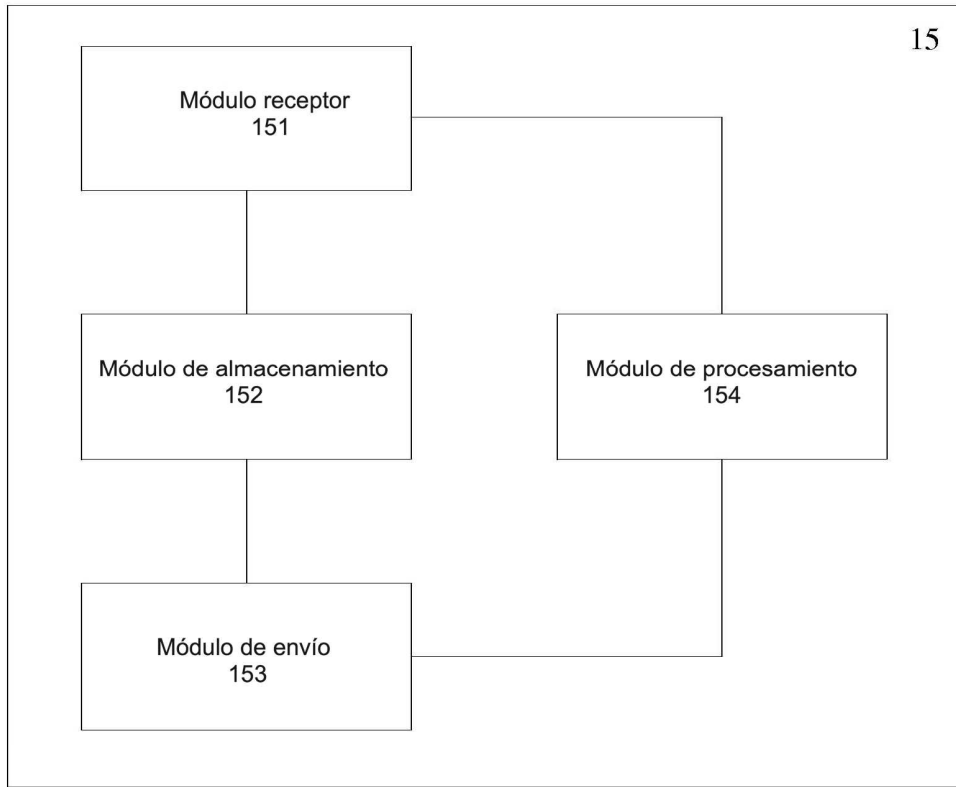 15
Módulo receptor
151
Módulo de almacenamiento
152
Módulo de procesamiento
154
Módulo de envío
153